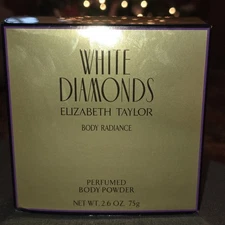 WHITE
DIAMONDS
ELIZABETH TAYLOR
BODY RADIANCE
PERFUMED
BODY POWDER
NET WT. 2.6 OZ. 75g